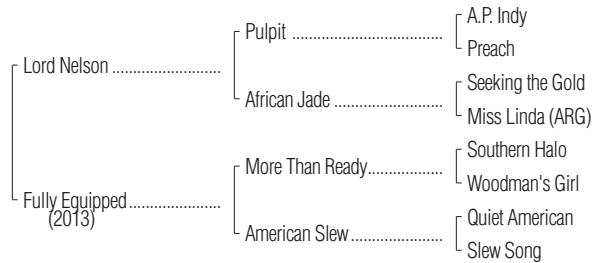 A.P. Indy
Pulpit
Preach
Lord Nelson
Seeking the Gold
African Jade
Miss Linda (ARG)
Southern Halo
More Than Ready
Woodman's Girl
Fully Equipped
(2013)
Quiet American
American Slew
Slew Song